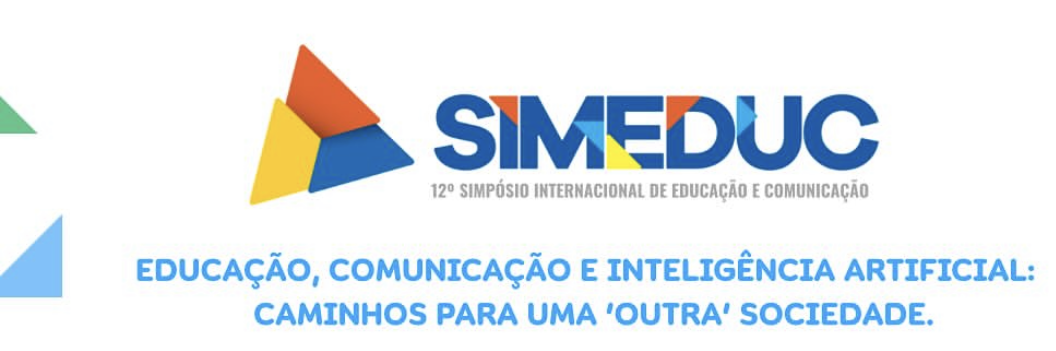 SIMEDUC
12º SIMPÓSIO INTERNACIONAL DE EDUCAÇÃO E COMUNICAÇÃO
EDUCAÇÃO, COMUNICAÇÃO E INTELIGÊNCIA ARTIFICIAL:
CAMINHOS PARA UMA ‘OUTRA’ SOCIEDADE.